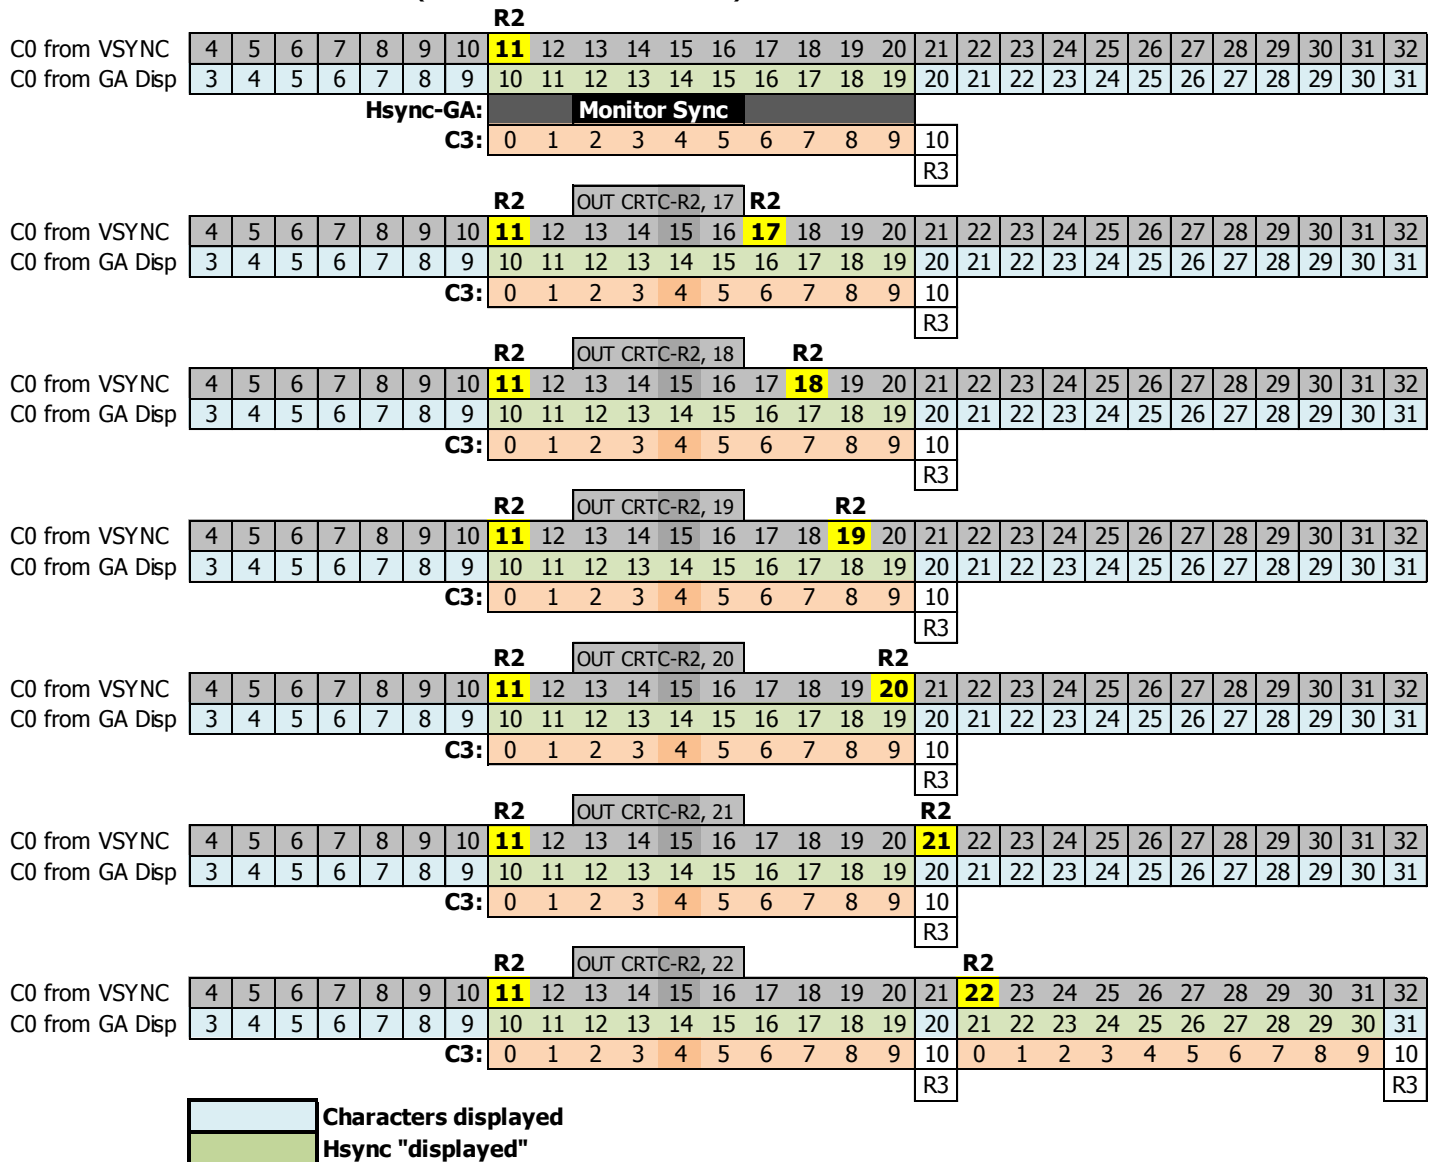 R2
C0 from VSYNC 4 5 6 7 8 9 10 11 12 13 14 15 16 17 18 19 20 21 22 23 24 25 26 27 28 29 30 31 32
C0 from GA Disp 3 4 5 6 7 8 9 10 11 12 13 14 15 16 17 18 19 20 21 22 23 24 25 26 27 28 29 30 31
Hsync-GA: Monitor Sync
C3: 0 1 2 3 4 5 6 7 8 9 10
R3
R2 OUT CRTC-R2, 17 R2
C0 from VSYNC 4 5 6 7 8 9 10 11 12 13 14 15 16 17 18 19 20 21 22 23 24 25 26 27 28 29 30 31 32
C0 from GA Disp 3 4 5 6 7 8 9 10 11 12 13 14 15 16 17 18 19 20 21 22 23 24 25 26 27 28 29 30 31
C3: 0 1 2 3 4 5 6 7 8 9 10
R3
R2 OUT CRTC-R2, 18 R2
C0 from VSYNC 4 5 6 7 8 9 10 11 12 13 14 15 16 17 18 19 20 21 22 23 24 25 26 27 28 29 30 31 32
C0 from GA Disp 3 4 5 6 7 8 9 10 11 12 13 14 15 16 17 18 19 20 21 22 23 24 25 26 27 28 29 30 31
C3: 0 1 2 3 4 5 6 7 8 9 10
R3
R2 OUT CRTC-R2, 19 R2
C0 from VSYNC 4 5 6 7 8 9 10 11 12 13 14 15 16 17 18 19 20 21 22 23 24 25 26 27 28 29 30 31 32
C0 from GA Disp 3 4 5 6 7 8 9 10 11 12 13 14 15 16 17 18 19 20 21 22 23 24 25 26 27 28 29 30 31
C3: 0 1 2 3 4 5 6 7 8 9 10
R3
R2 OUT CRTC-R2, 20 R2
C0 from VSYNC 4 5 6 7 8 9 10 11 12 13 14 15 16 17 18 19 20 21 22 23 24 25 26 27 28 29 30 31 32
C0 from GA Disp 3 4 5 6 7 8 9 10 11 12 13 14 15 16 17 18 19 20 21 22 23 24 25 26 27 28 29 30 31
C3: 0 1 2 3 4 5 6 7 8 9 10
R3
R2 OUT CRTC-R2, 21 R2
C0 from VSYNC 4 5 6 7 8 9 10 11 12 13 14 15 16 17 18 19 20 21 22 23 24 25 26 27 28 29 30 31 32
C0 from GA Disp 3 4 5 6 7 8 9 10 11 12 13 14 15 16 17 18 19 20 21 22 23 24 25 26 27 28 29 30 31
C3: 0 1 2 3 4 5 6 7 8 9 10
R3
R2 OUT CRTC-R2, 22 R2
C0 from VSYNC 4 5 6 7 8 9 10 11 12 13 14 15 16 17 18 19 20 21 22 23 24 25 26 27 28 29 30 31 32
C0 from GA Disp 3 4 5 6 7 8 9 10 11 12 13 14 15 16 17 18 19 20 21 22 23 24 25 26 27 28 29 30 31
C3: 0 1 2 3 4 5 6 7 8 9 10 0 1 2 3 4 5 6 7 8 9 10
R3 R3
Characters displayed
Hsync "displayed"